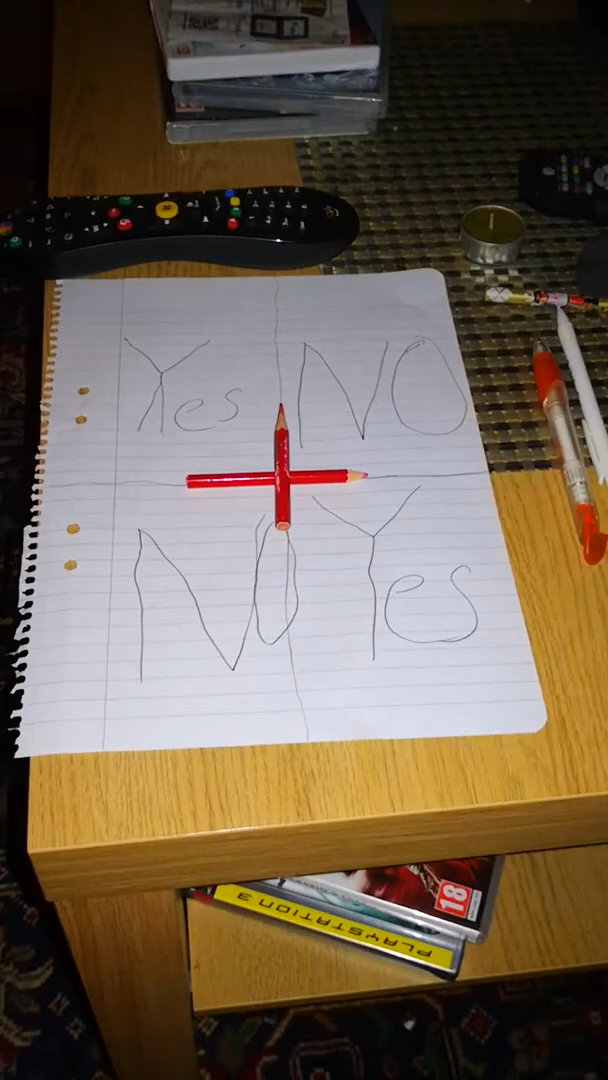 Yes NO
NO Yes
18
PLAYSTATION 3